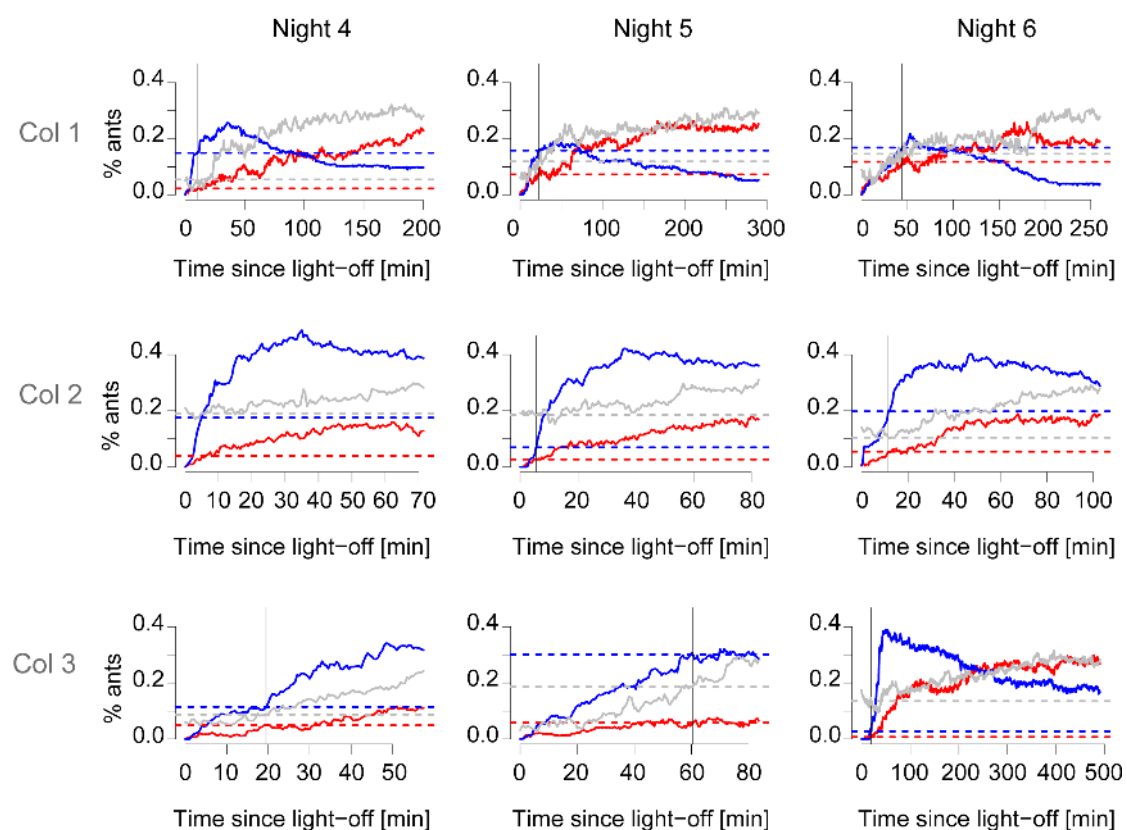 Night 4 Night 5 Night 6
Col 1
% ants
0.4
0.2
0.0
0 50 100 150 200
Time since light−off [min]
0.4
0.2
0.0
0 100 200 300
Time since light−off [min]
0.4
0.2
0.0
0 50 100 150 200 250
Time since light−off [min]
Col 2
% ants
0.4
0.2
0.0
0 10 20 30 40 50 60 70
Time since light−off [min]
0.4
0.2
0.0
0 20 40 60 80
Time since light−off [min]
0.4
0.2
0.0
0 20 40 60 80 100
Time since light−off [min]
Col 3
% ants
0.4
0.2
0.0
0 10 20 30 40 50
Time since light−off [min]
0.4
0.2
0.0
0 20 40 60 80
Time since light−off [min]
0.4
0.2
0.0
0 100 200 300 400 500
Time since light−off [min]